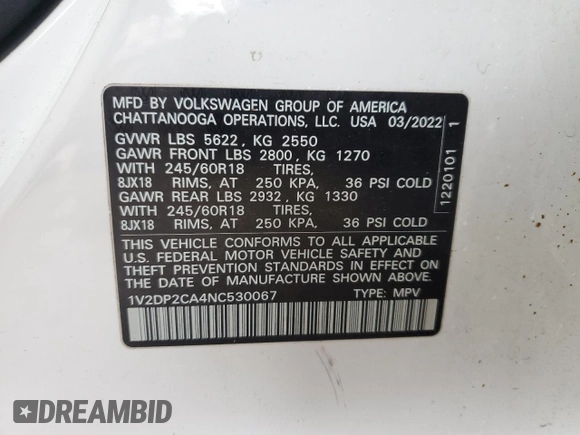 MFD BY VOLKSWAGEN GROUP OF AMERICA
CHATTANOOGA OPERATIONS, LLC. USA 03/2022
GVWR LBS 5622, KG 2550
GAWR FRONT LBS 2800, KG 1270
WITH 245/60R18 TIRES,
8JX18 RIMS, AT 250 KPA, 36 PSI COLD
GAWR REAR LBS 2932, KG 1330
WITH 245/60R18 TIRES,
8JX18 RIMS, AT 250 KPA, 36 PSI COLD
THIS VEHICLE CONFORMS TO ALL APPLICABLE
U.S. FEDERAL MOTOR VEHICLE SAFETY AND
THEFT PREVENTION STANDARDS IN EFFECT ON
THE DATE OF MANUFACTURE SHOWN ABOVE.
1V2DP2CA4NC530067 TYPE: MPV
1220101 1
DREAMBID